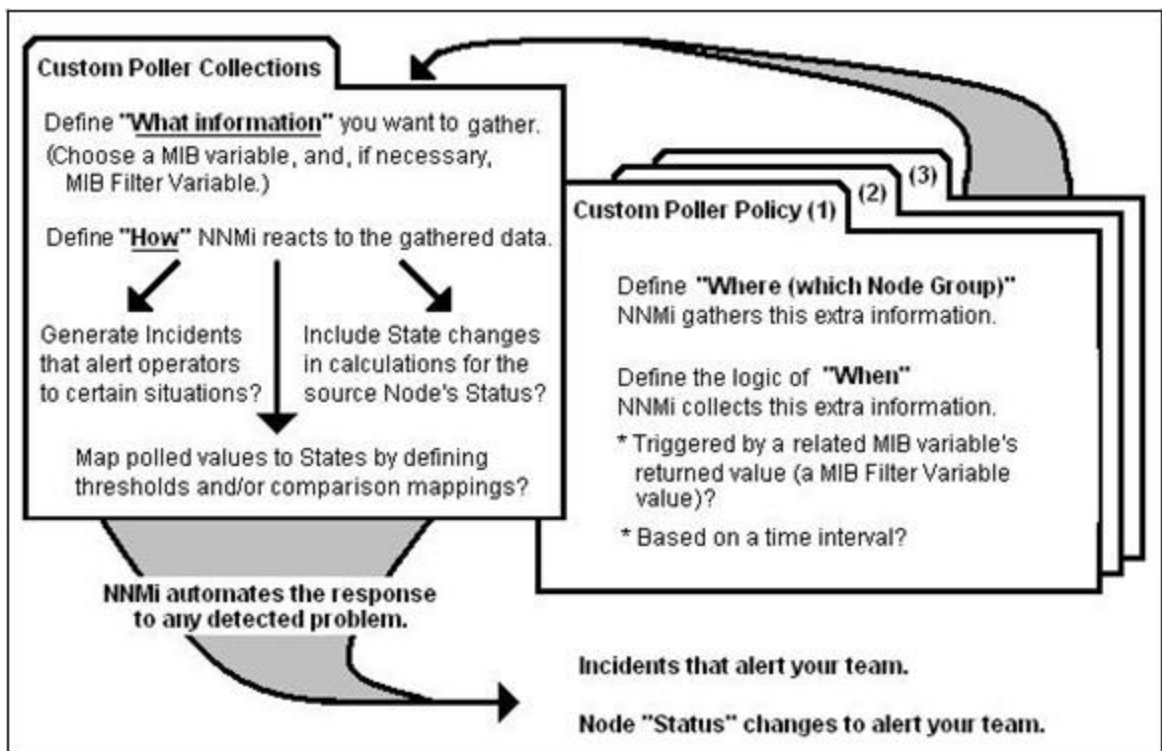 Custom Poller Collections
Define "What information" you want to gather.
(Choose a MIB variable, and, if necessary,
MIB Filter Variable.)
Define "How" NNMi reacts to the gathered data.
Generate Incidents
that alert operators
to certain situations?
Include State changes
in calculations for the
source Node's Status?
Map polled values to States by defining
thresholds and/or comparison mappings?
Custom Poller Policy (1)
(2)
(3)
Define "Where (which Node Group)"
NNMi gathers this extra information.
Define the logic of "When"
NNMi collects this extra information.
* Triggered by a related MIB variable's
returned value (a MIB Filter Variable
value)?
* Based on a time interval?
NNMi automates the response
to any detected problem.
Incidents that alert your team.
Node "Status" changes to alert your team.